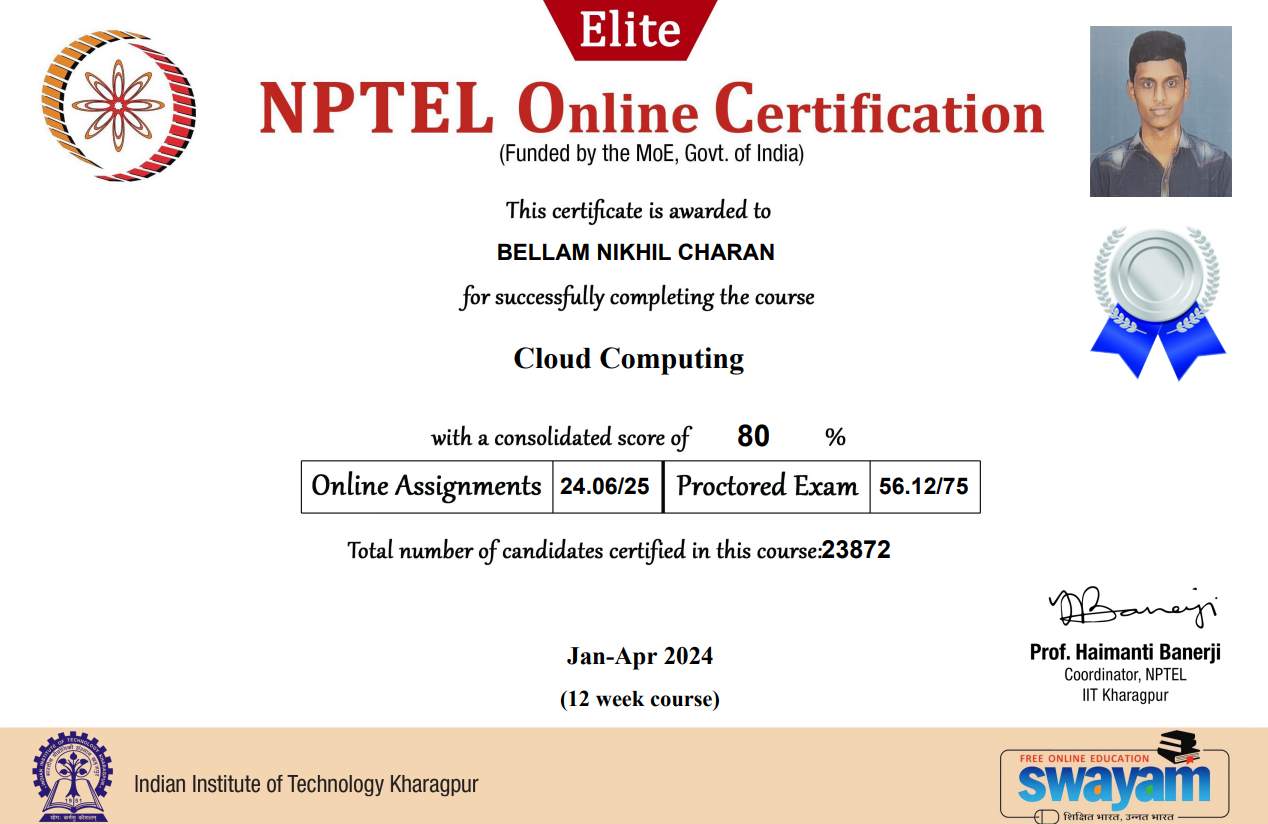 Elite
NPTEL Online Certification
(Funded by the MoE, Govt. of India)
This certificate is awarded to
BELLAM NIKHIL CHARAN
for successfully completing the course
Cloud Computing
with a consolidated score of 80 %
Online Assignments 24.06/25 Proctored Exam 56.12/75
Total number of candidates certified in this course:23872
Banerji
Prof. Haimanti Banerji
Coordinator, NPTEL
IIT Kharagpur
Jan-Apr 2024
(12 week course)
Indian Institute of Technology Kharagpur
1951
FREE ONLINE EDUCATION
swayam
शिक्षित भारत, उन्नत भारत